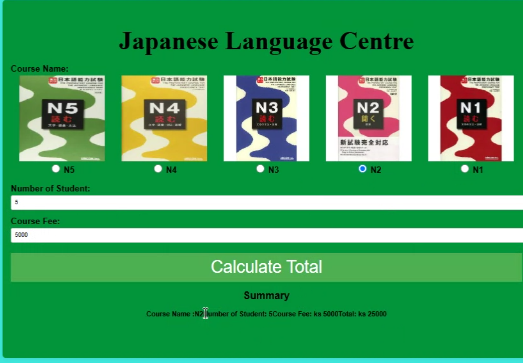 Japanese Language Centre
Course Name:
日本語能力試験 日本語能力試験 日本語能力試験 日本語能力試験 日本語能力試験
N5 N4 N3 N2 N1
読む 読む 読む 聞く 読む
新試験完全対応
N5 N4 N3 N2 N1
Number of Student:
5
Course Fee:
5000
Calculate Total
Summary
Course Name :N2Number of Student: 5Course Fee: ks 5000Total: ks 25000